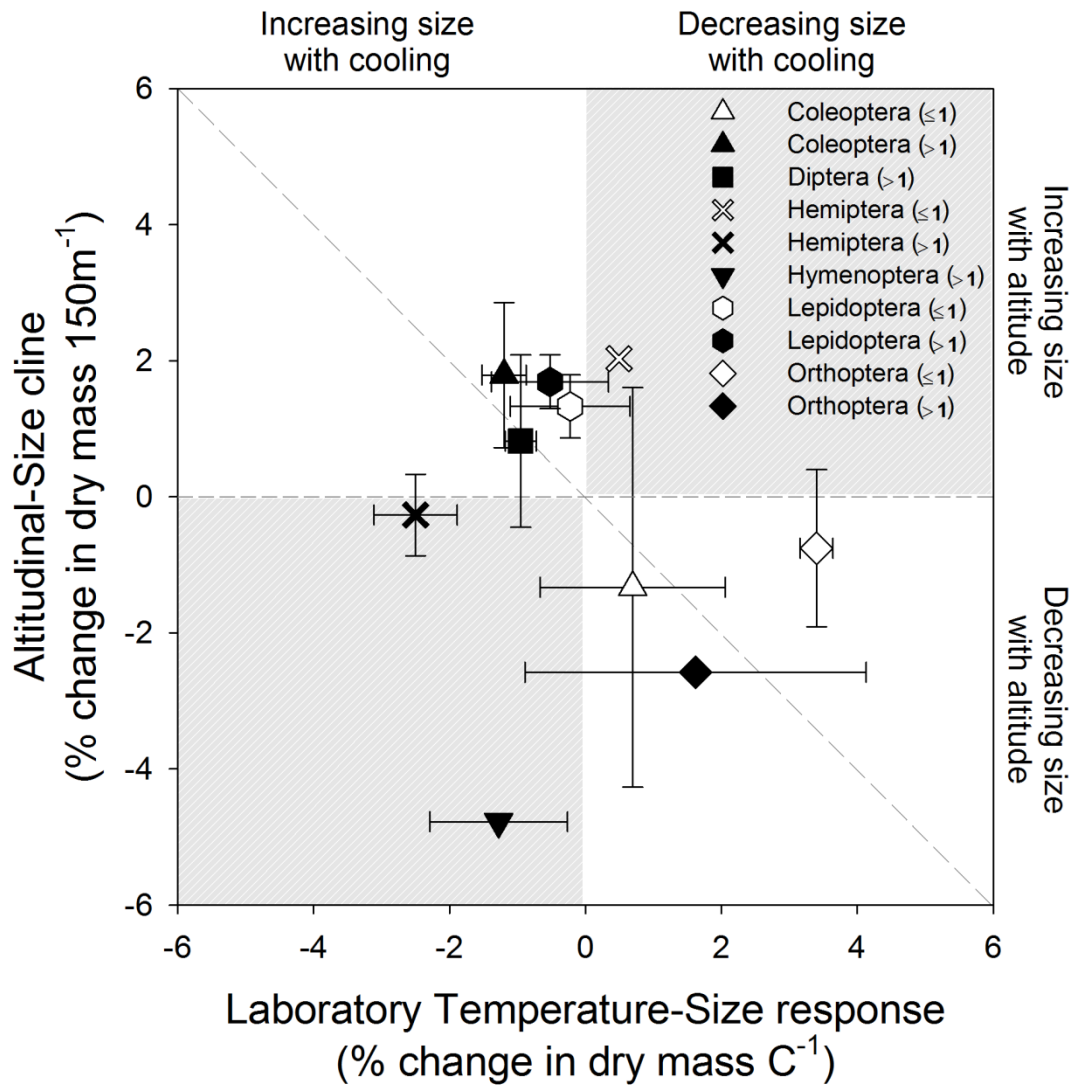 Increasing size
with cooling
Decreasing size
with cooling
6
4
2
0
-2
-4
-6
Altitudinal-Size cline
(% change in dry mass 150m⁻¹)
Coleoptera (≤1)
Coleoptera (>1)
Diptera (>1)
Hemiptera (≤1)
Hemiptera (>1)
Hymenoptera (>1)
Lepidoptera (≤1)
Lepidoptera (>1)
Orthoptera (≤1)
Orthoptera (>1)
Increasing size
with altitude
Decreasing size
with altitude
-6
-4
-2
0
2
4
6
Laboratory Temperature-Size response
(% change in dry mass C⁻¹)